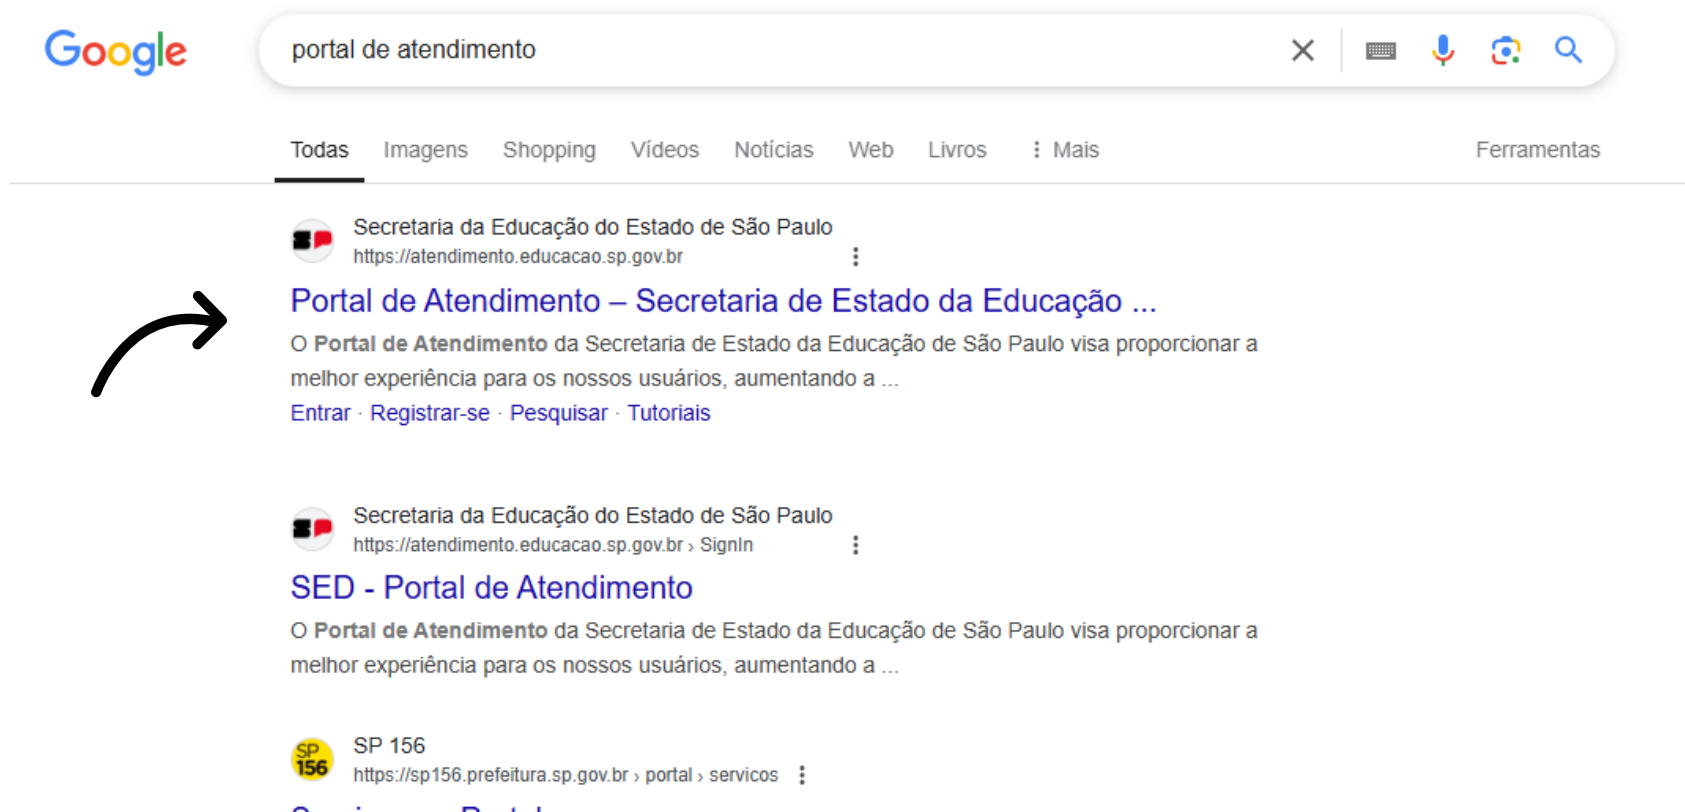 Google
portal de atendimento
Todas Imagens Shopping Vídeos Notícias Web Livros Mais Ferramentas
SP
Secretaria da Educação do Estado de São Paulo
https://atendimento.educacao.sp.gov.br
Portal de Atendimento – Secretaria de Estado da Educação ...
O Portal de Atendimento da Secretaria de Estado da Educação de São Paulo visa proporcionar a
melhor experiência para os nossos usuários, aumentando a ...
Entrar · Registrar-se · Pesquisar · Tutoriais
SP
Secretaria da Educação do Estado de São Paulo
https://atendimento.educacao.sp.gov.br › SignIn
SED - Portal de Atendimento
O Portal de Atendimento da Secretaria de Estado da Educação de São Paulo visa proporcionar a
melhor experiência para os nossos usuários, aumentando a ...
SP
156
SP 156
https://sp156.prefeitura.sp.gov.br › portal › servicos